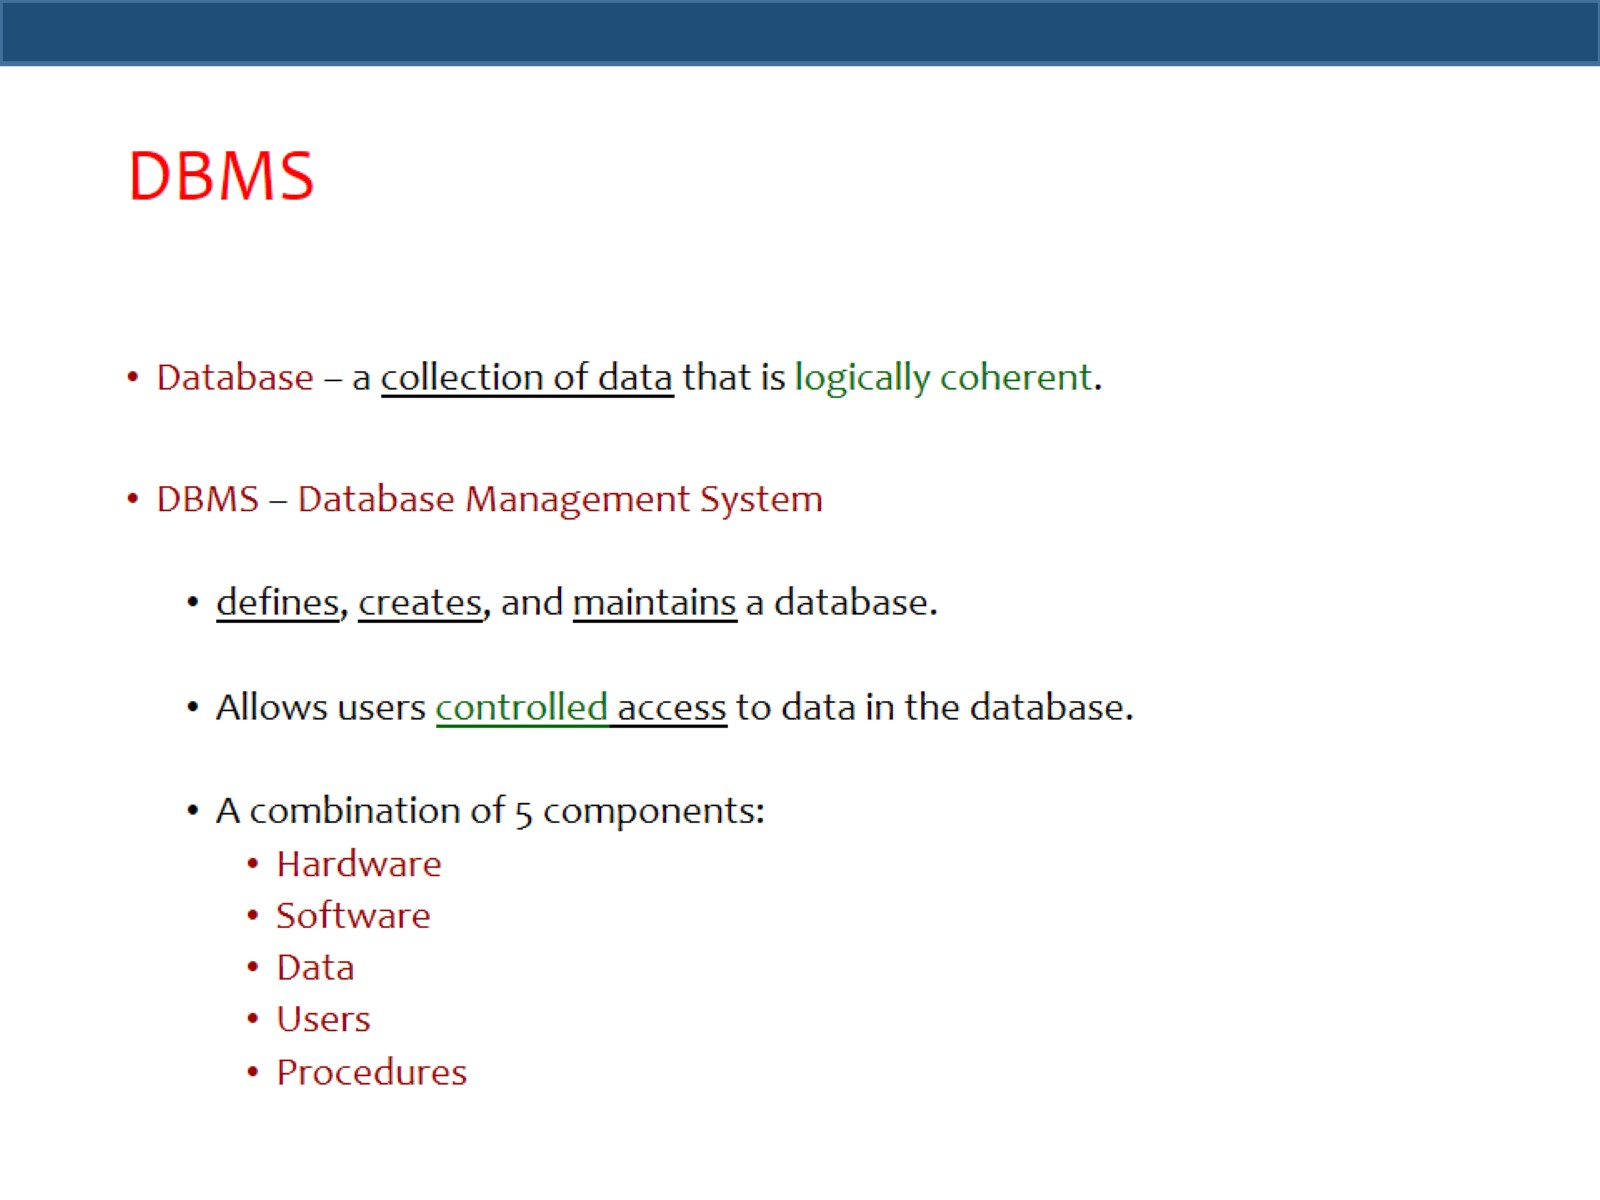 DBMS
• Database – a collection of data that is logically coherent.
• DBMS – Database Management System
• defines, creates, and maintains a database.
• Allows users controlled access to data in the database.
• A combination of 5 components:
• Hardware
• Software
• Data
• Users
• Procedures